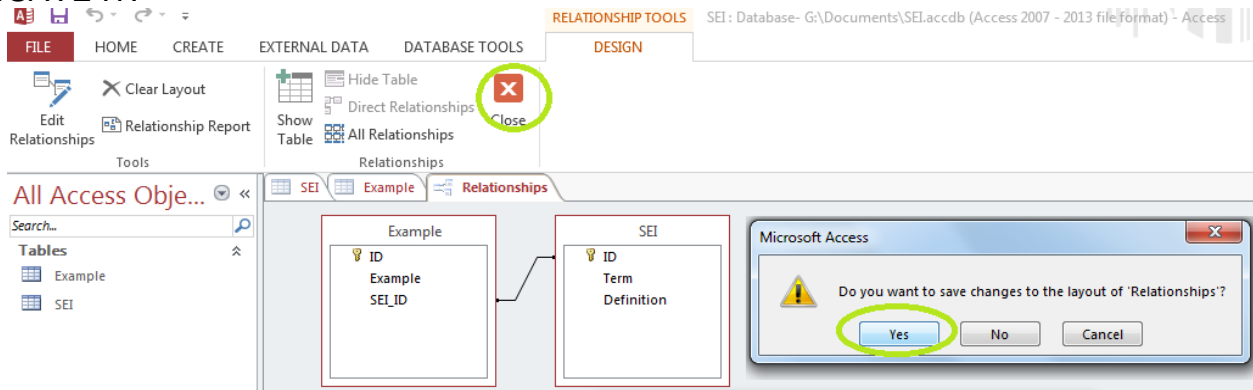 RELATIONSHIP TOOLS SEI : Database- G:\Documents\SEI.accdb (Access 2007 - 2013 file format) - Access
FILE HOME CREATE EXTERNAL DATA DATABASE TOOLS DESIGN
Edit Relationships
Clear Layout
Relationship Report
Tools
Show Table
Hide Table
Direct Relationships
All Relationships
Close
Relationships
All Access Obje...
Search...
Tables
Example
SEI
SEI Example Relationships
Example
ID
Example
SEI_ID
SEI
ID
Term
Definition
Microsoft Access
Do you want to save changes to the layout of 'Relationships'?
Yes No Cancel